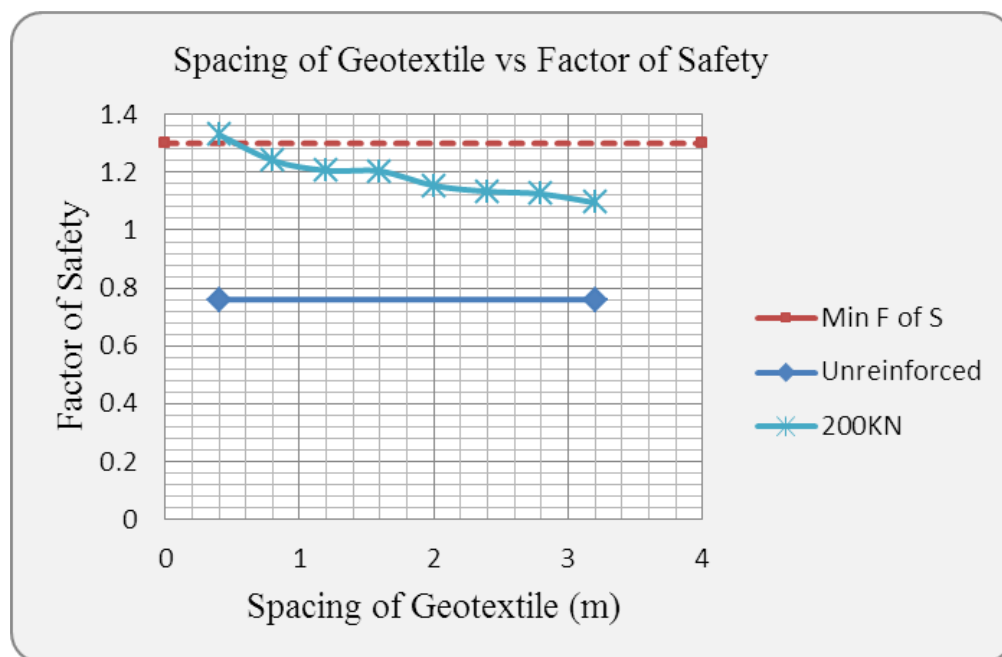 Spacing of Geotextile vs Factor of Safety
1.4
1.2
1
0.8
0.6
0.4
0.2
0
Factor of Safety
0 1 2 3 4
Spacing of Geotextile (m)
Min F of S
Unreinforced
200KN